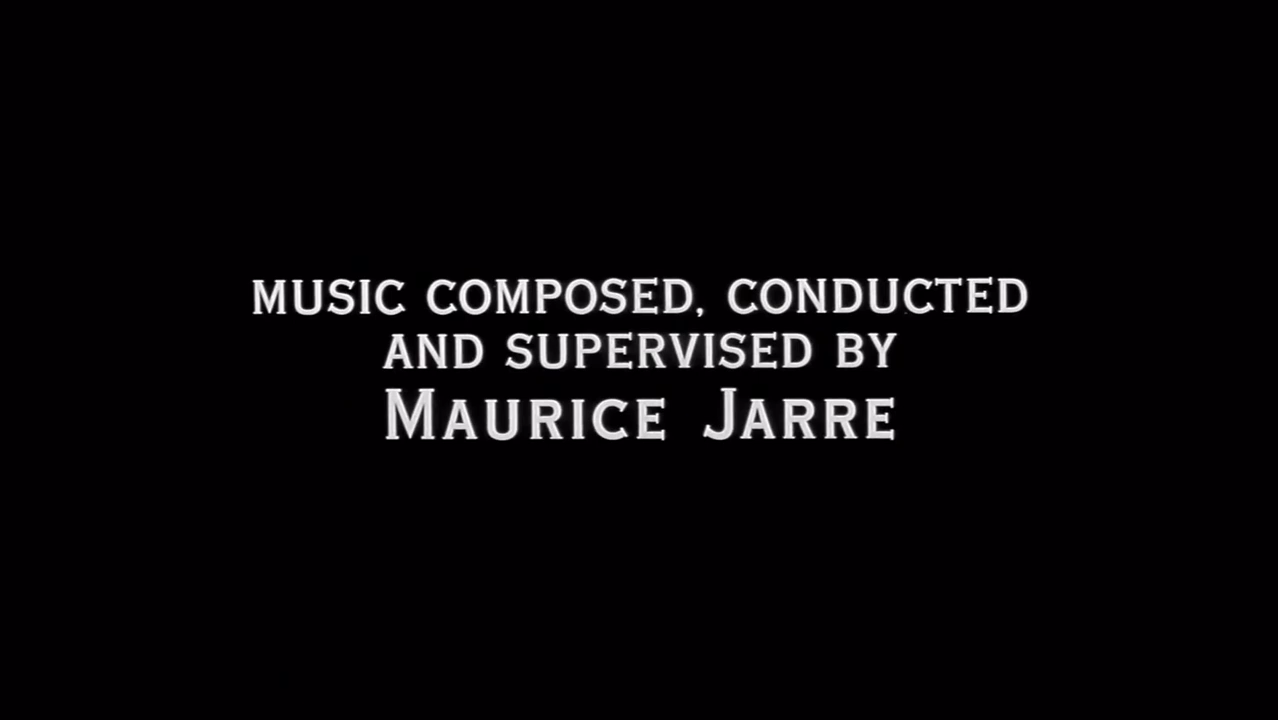 MUSIC COMPOSED, CONDUCTED
AND SUPERVISED BY
MAURICE JARRE